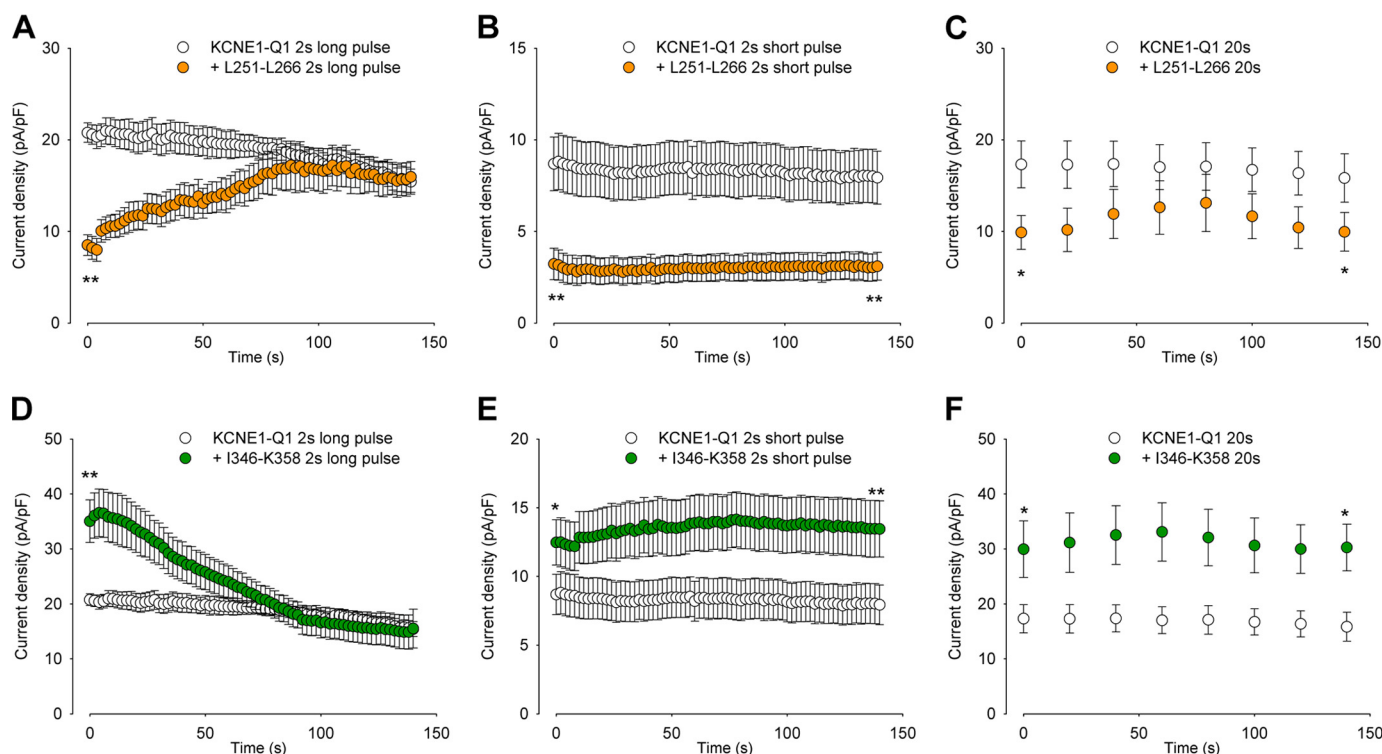 A
KCNE1-Q1 2s long pulse
+ L251-L266 2s long pulse
Current density (pA/pF)
30
20
10
0
**
0
50
100
150
Time (s)
B
KCNE1-Q1 2s short pulse
+ L251-L266 2s short pulse
Current density (pA/pF)
15
10
5
0
**
**
0
50
100
150
Time (s)
C
KCNE1-Q1 20s
+ L251-L266 20s
Current density (pA/pF)
30
20
10
0
*
*
0
50
100
150
Time (s)
D
KCNE1-Q1 2s long pulse
+ I346-K358 2s long pulse
Current density (pA/pF)
50
40
30
20
10
0
**
0
50
100
150
Time (s)
E
KCNE1-Q1 2s short pulse
+ I346-K358 2s short pulse
Current density (pA/pF)
20
15
10
5
0
*
**
0
50
100
150
Time (s)
F
KCNE1-Q1 20s
+ I346-K358 20s
Current density (pA/pF)
50
40
30
20
10
0
*
*
0
50
100
150
Time (s)